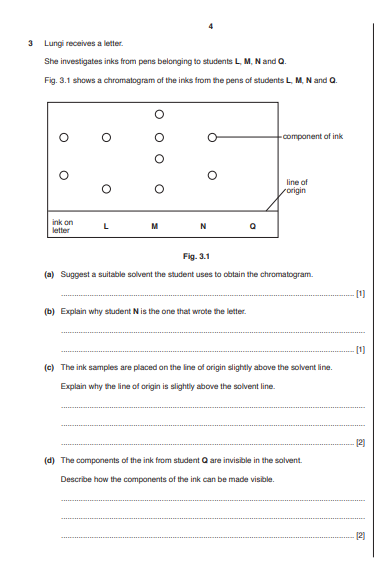 4
3 Lungi receives a letter.
She investigates inks from pens belonging to students L, M, N and Q.
Fig. 3.1 shows a chromatogram of the inks from the pens of students L, M, N and Q.
component of ink
line of
origin
ink on
letter
L
M
N
Q
Fig. 3.1
(a) Suggest a suitable solvent the student uses to obtain the chromatogram.
[1]
(b) Explain why student N is the one that wrote the letter.
[1]
(c) The ink samples are placed on the line of origin slightly above the solvent line.
Explain why the line of origin is slightly above the solvent line.
[2]
(d) The components of the ink from student Q are invisible in the solvent.
Describe how the components of the ink can be made visible.
[2]